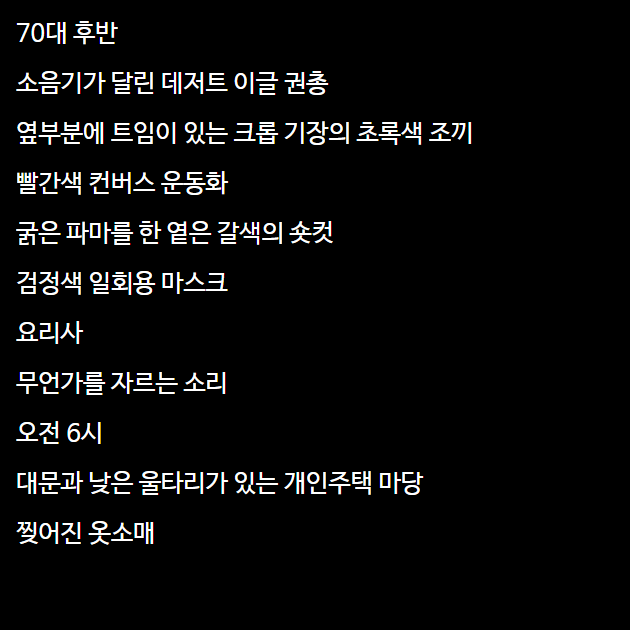 70대 후반
소음기가 달린 데저트 이글 권총
옆부분에 트임이 있는 크롭 기장의 초록색 조끼
빨간색 컨버스 운동화
굵은 파마를 한 옅은 갈색의 숏컷
검정색 일회용 마스크
요리사
무언가를 자르는 소리
오전 6시
대문과 낮은 울타리가 있는 개인주택 마당
찢어진 옷소매